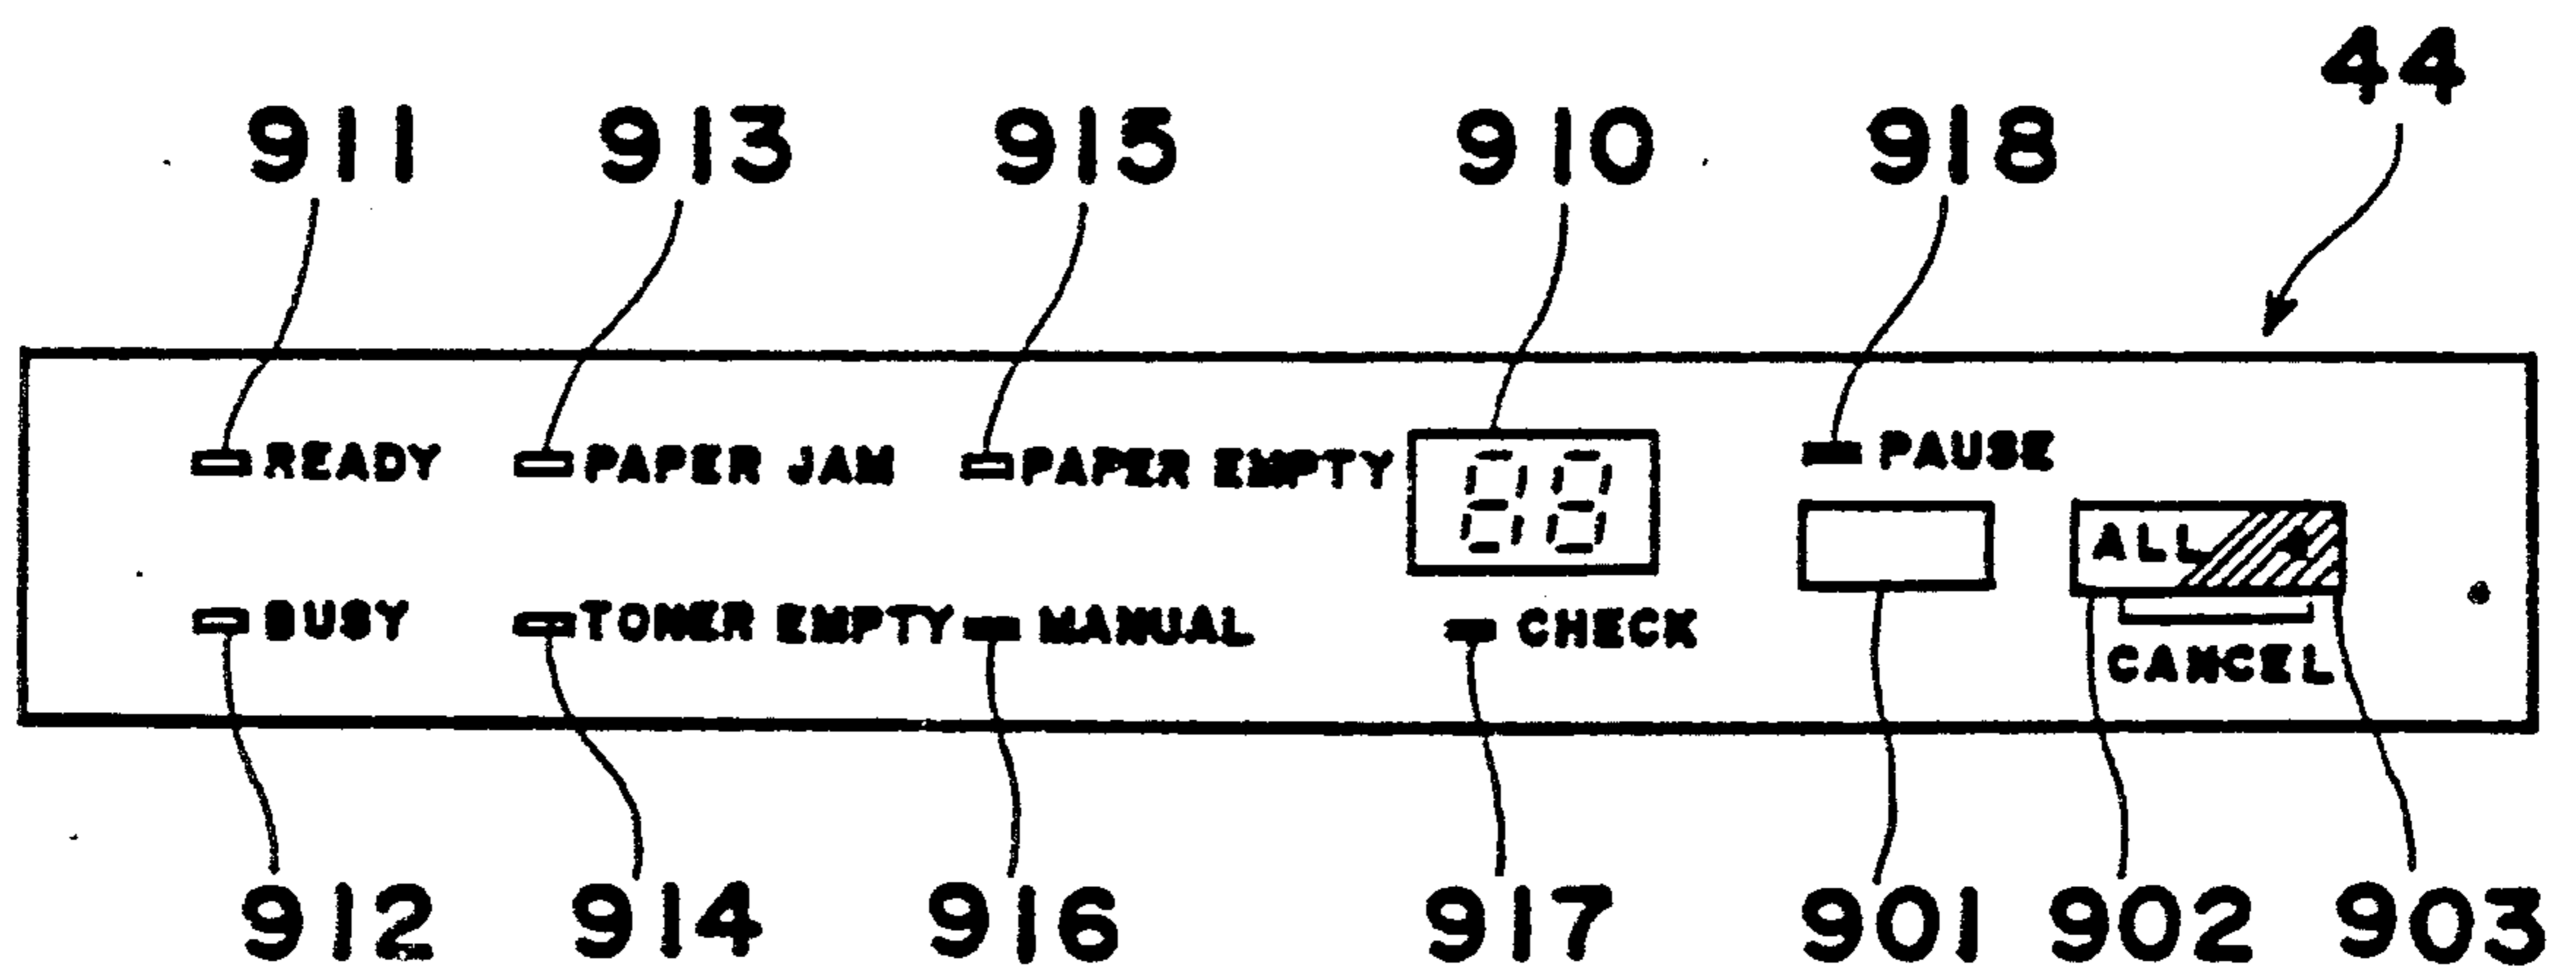 44
911 913 915 910 918
READY PAPER JAM PAPER EMPTY 88 PAUSE
ALL
BUSY TONER EMPTY MANUAL CHECK
CANCEL
912 914 916 917 901 902 903